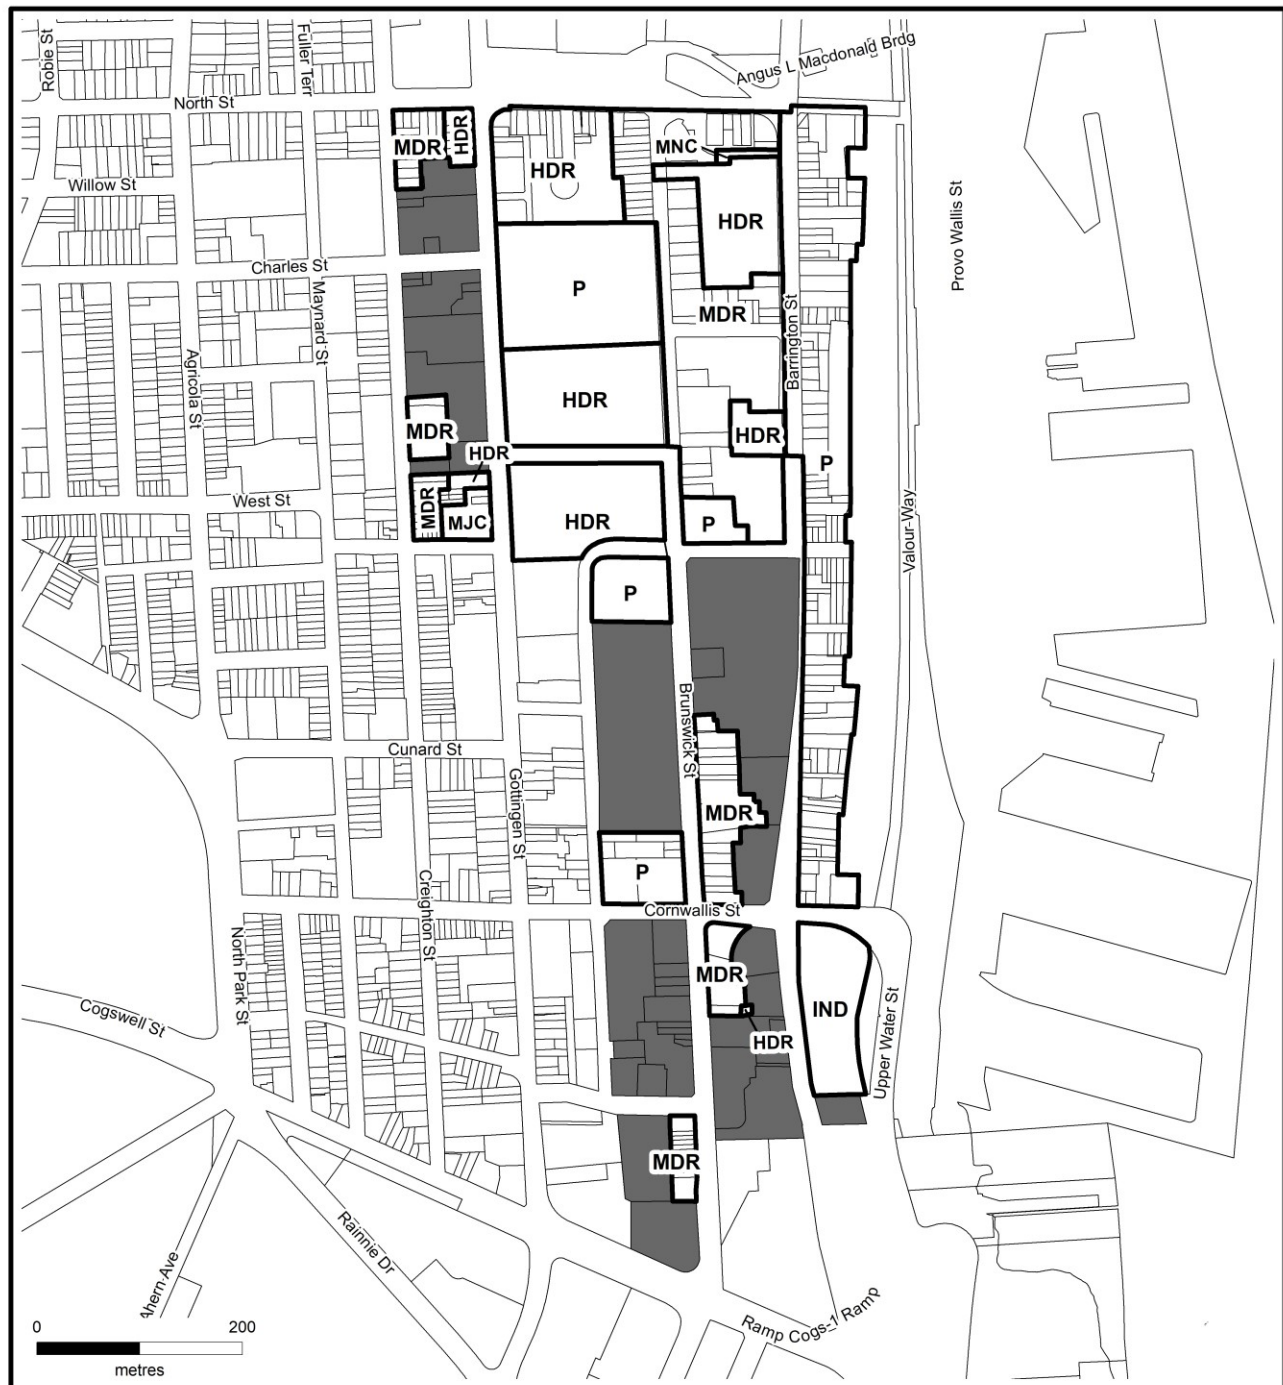 Robie St
Fuller Terr
Angus L Macdonald Brdg
North St
MDR
HDR
MNC
HDR
Willow St
Provo Wallis St
HDR
Charles St
Maynard St
P
MDR
Barrington St
Agricola St
HDR
MDR
HDR
HDR
P
West St
MDR
MJC
HDR
P
Valour Way
P
Brunswick St
Cunard St
Gottingen St
MDR
P
Creighton St
Cornwallis St
North Park St
MDR
IND
Cogswell St
HDR
Upper Water St
MDR
Rainnie Dr
Ahern Ave
Ramp Cogs-1 Ramp
0 200
metres